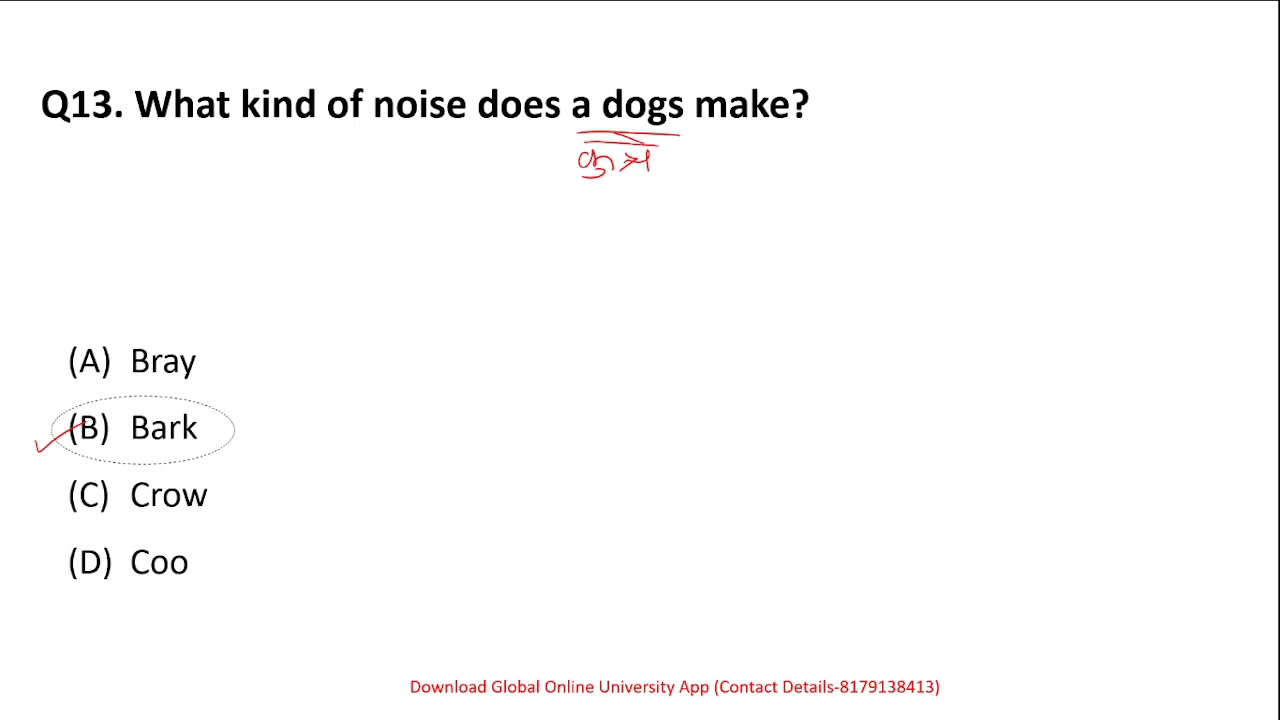 Q13. What kind of noise does a dogs make?
(A) Bray
(B) Bark
(C) Crow
(D) Coo
Download Global Online University App (Contact Details-8179138413)